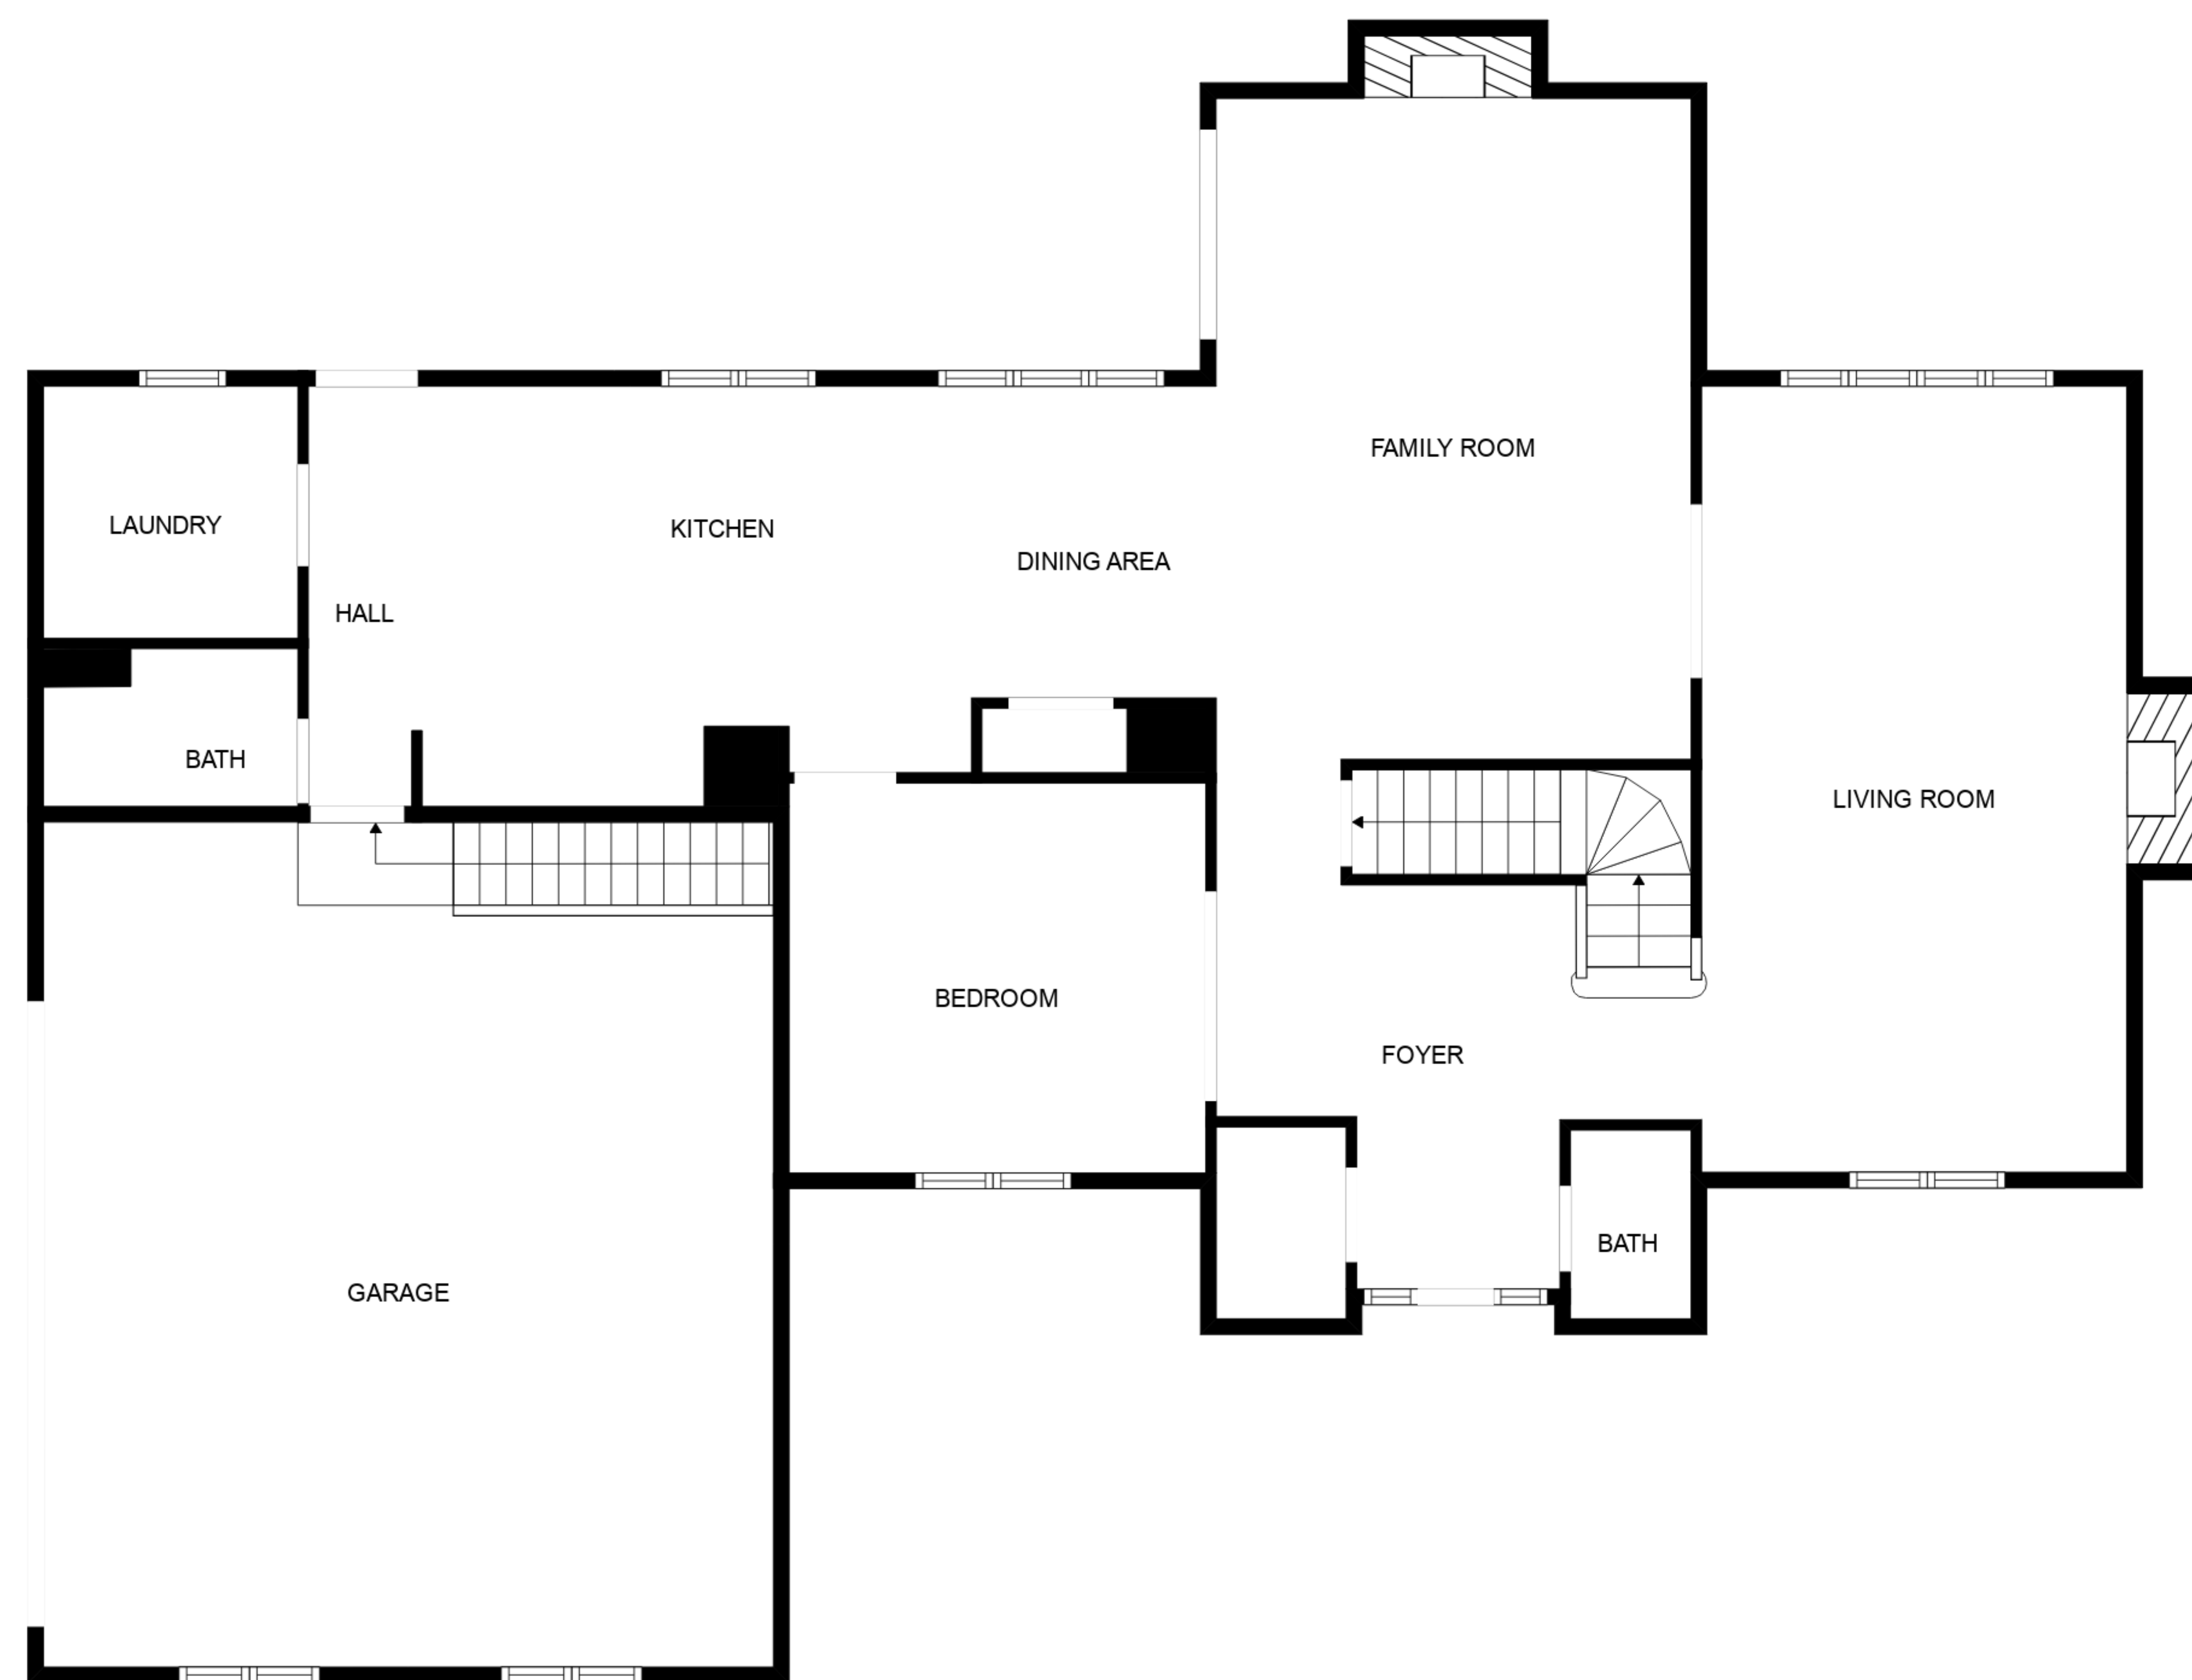 FAMILY ROOM
LAUNDRY
KITCHEN
DINING AREA
HALL
BATH
LIVING ROOM
BEDROOM
FOYER
BATH
GARAGE